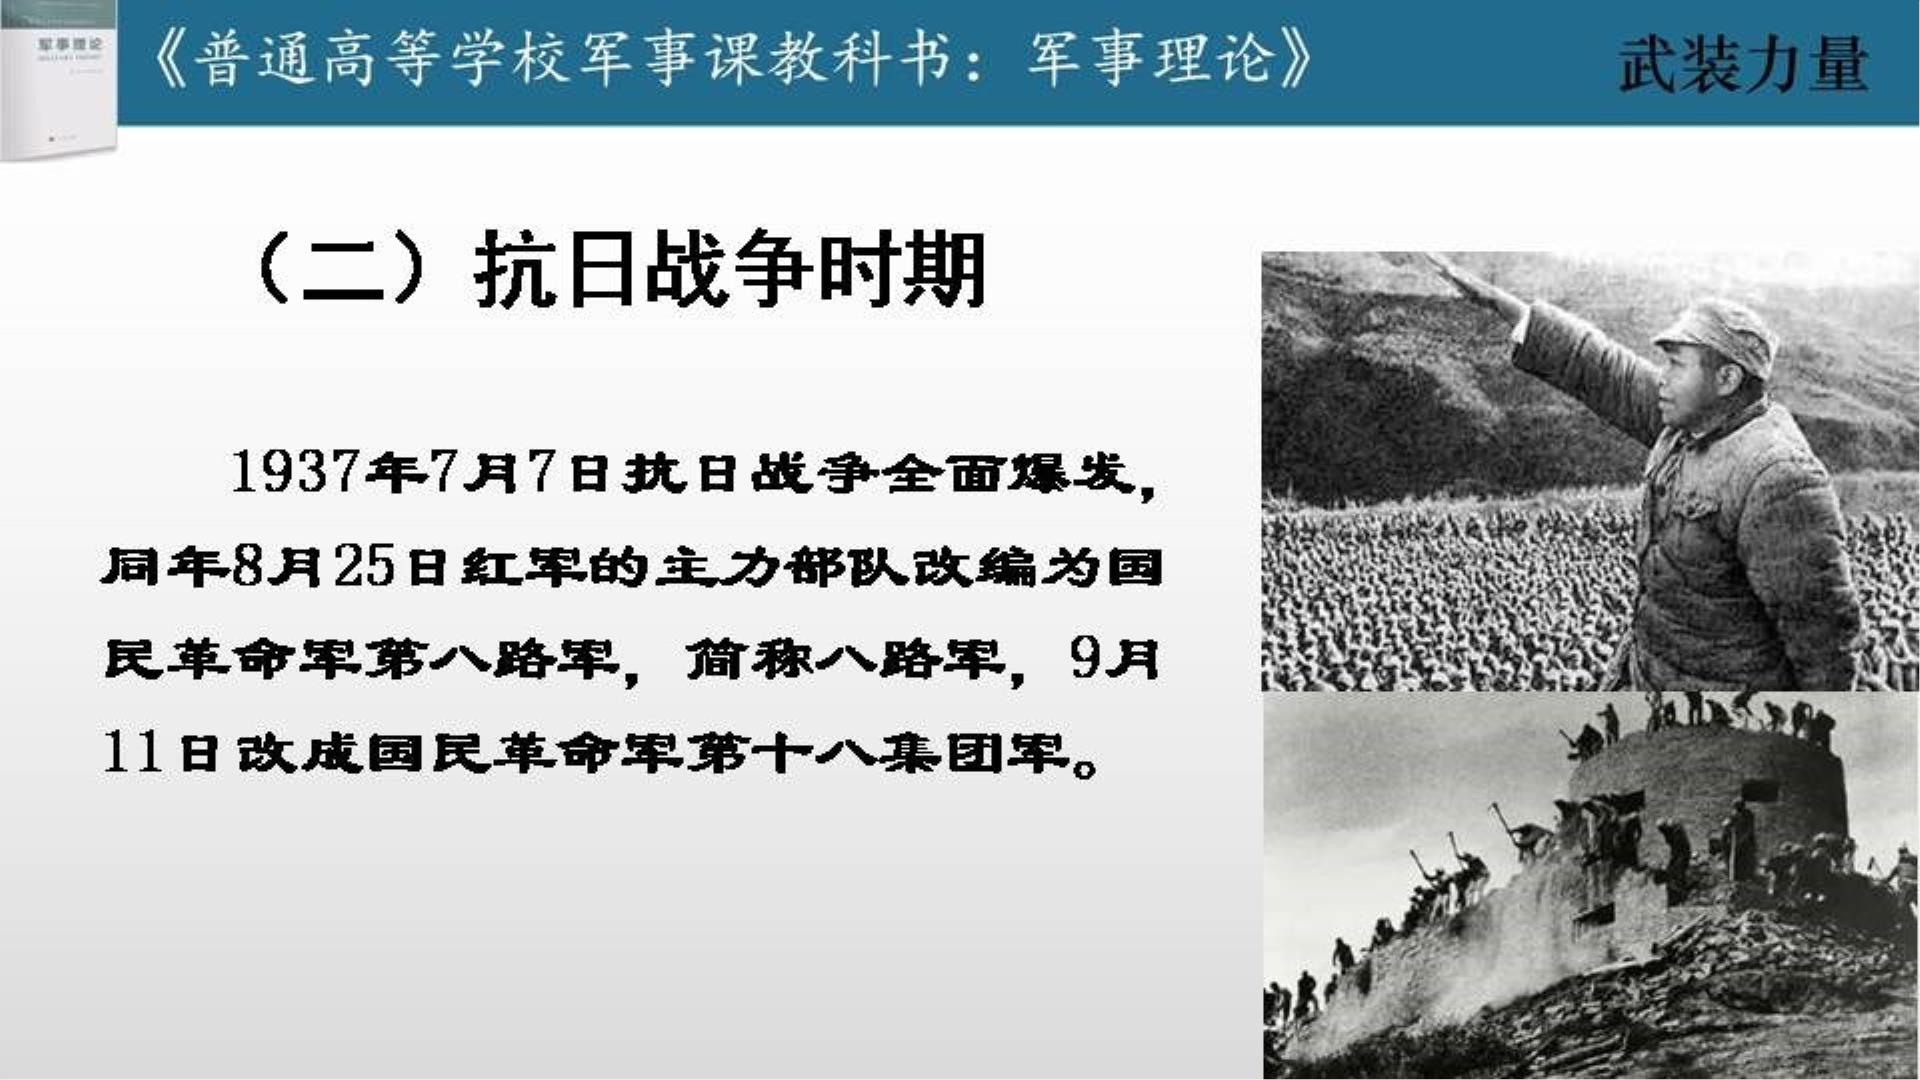 军事理论
《普通高等学校军事课教科书：军事理论》
武装力量
（二）抗日战争时期
1937年7月7日抗日战争全面爆发，
同年8月25日红军的主力部队改编为国
民革命军第八路军，简称八路军，9月
11日改成国民革命军第十八集团军。